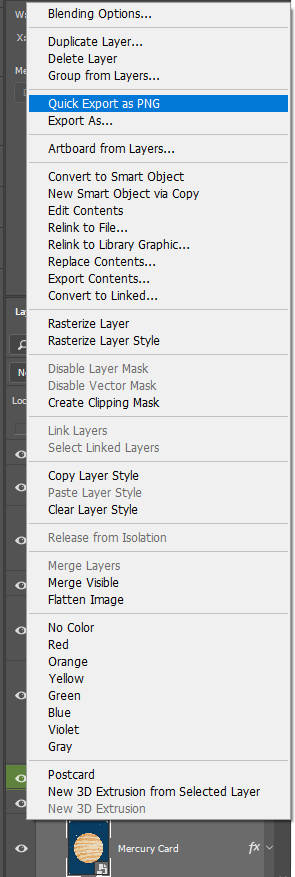 W:
Blending Options...
X:
Duplicate Layer...
Delete Layer
Me
Group from Layers...
Quick Export as PNG
Export As...
Artboard from Layers...
Convert to Smart Object
New Smart Object via Copy
Edit Contents
Relink to File...
Relink to Library Graphic...
Replace Contents...
Export Contents...
Convert to Linked...
La
Rasterize Layer
Rasterize Layer Style
Disable Layer Mask
No
Disable Vector Mask
Loc
Create Clipping Mask
Link Layers
Select Linked Layers
Copy Layer Style
Paste Layer Style
Clear Layer Style
Release from Isolation
Merge Layers
Merge Visible
Flatten Image
No Color
Red
Orange
Yellow
Green
Blue
Violet
Gray
Postcard
New 3D Extrusion from Selected Layer
New 3D Extrusion
Mercury Card fx